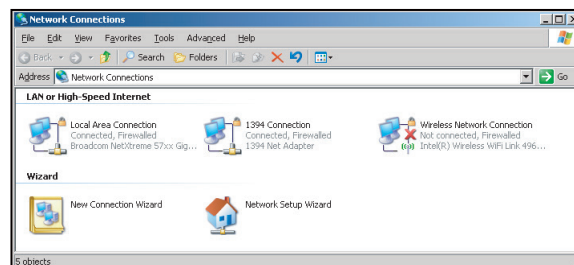 Network Connections
File Edit View Favorites Tools Advanced Help
Back Search Folders
Address Network Connections Go
LAN or High-Speed Internet
Local Area Connection
Connected, Firewalled
Broadcom NetXtreme 57xx Gig...
1394 Connection
Connected, Firewalled
1394 Net Adapter
Wireless Network Connection
Not connected, Firewalled
Intel(R) Wireless WiFi Link 496...
Wizard
New Connection Wizard
Network Setup Wizard
5 objects